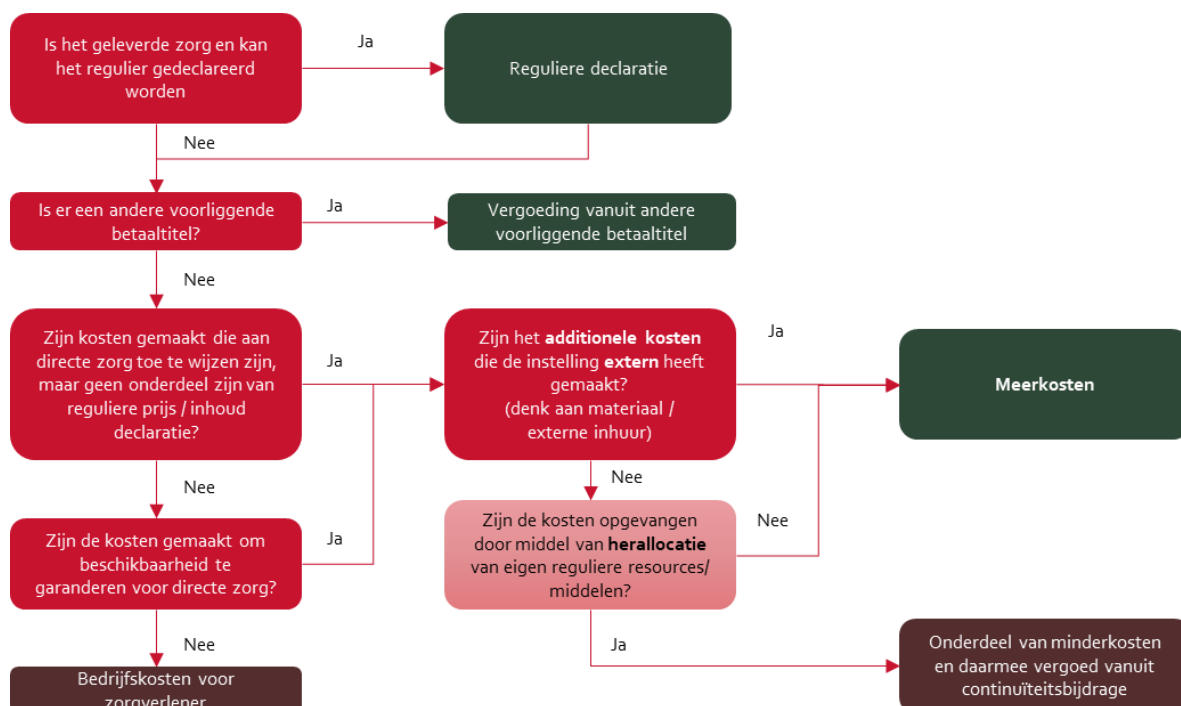 Is het geleverde zorg en kan
het regulier gedeclareerd
worden
Ja
Reguliere declaratie
Nee
Is er een andere voorliggende
betaaltitel?
Ja
Vergoeding vanuit andere
voorliggende betaaltitel
Nee
Zijn kosten gemaakt die aan
directe zorg toe te wijzen zijn,
maar geen onderdeel zijn van
reguliere prijs / inhoud
declaratie?
Ja
Zijn het additionele kosten
die de instelling extern heeft
gemaakt?
(denk aan materiaal /
externe inhuur)
Ja
Meerkosten
Nee
Nee
Zijn de kosten gemaakt om
beschikbaarheid te
garanderen voor directe zorg?
Ja
Zijn de kosten opgevangen
door middel van herallocatie
van eigen reguliere resources/
middelen?
Nee
Nee
Ja
Onderdeel van minderkosten
en daarmee vergoed vanuit
continuïteitsbijdrage
Bedrijfskosten voor
zorgverlener